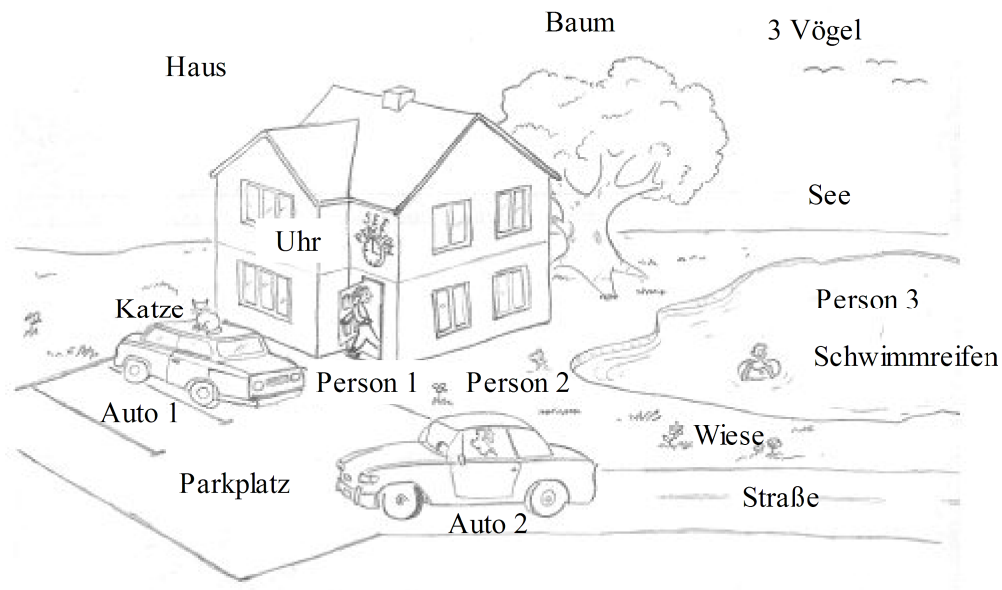 Baum
3 Vögel
Haus
See
Uhr
Katze
Person 3
Schwimmreifen
Person 1
Person 2
Auto 1
Wiese
Parkplatz
Straße
Auto 2